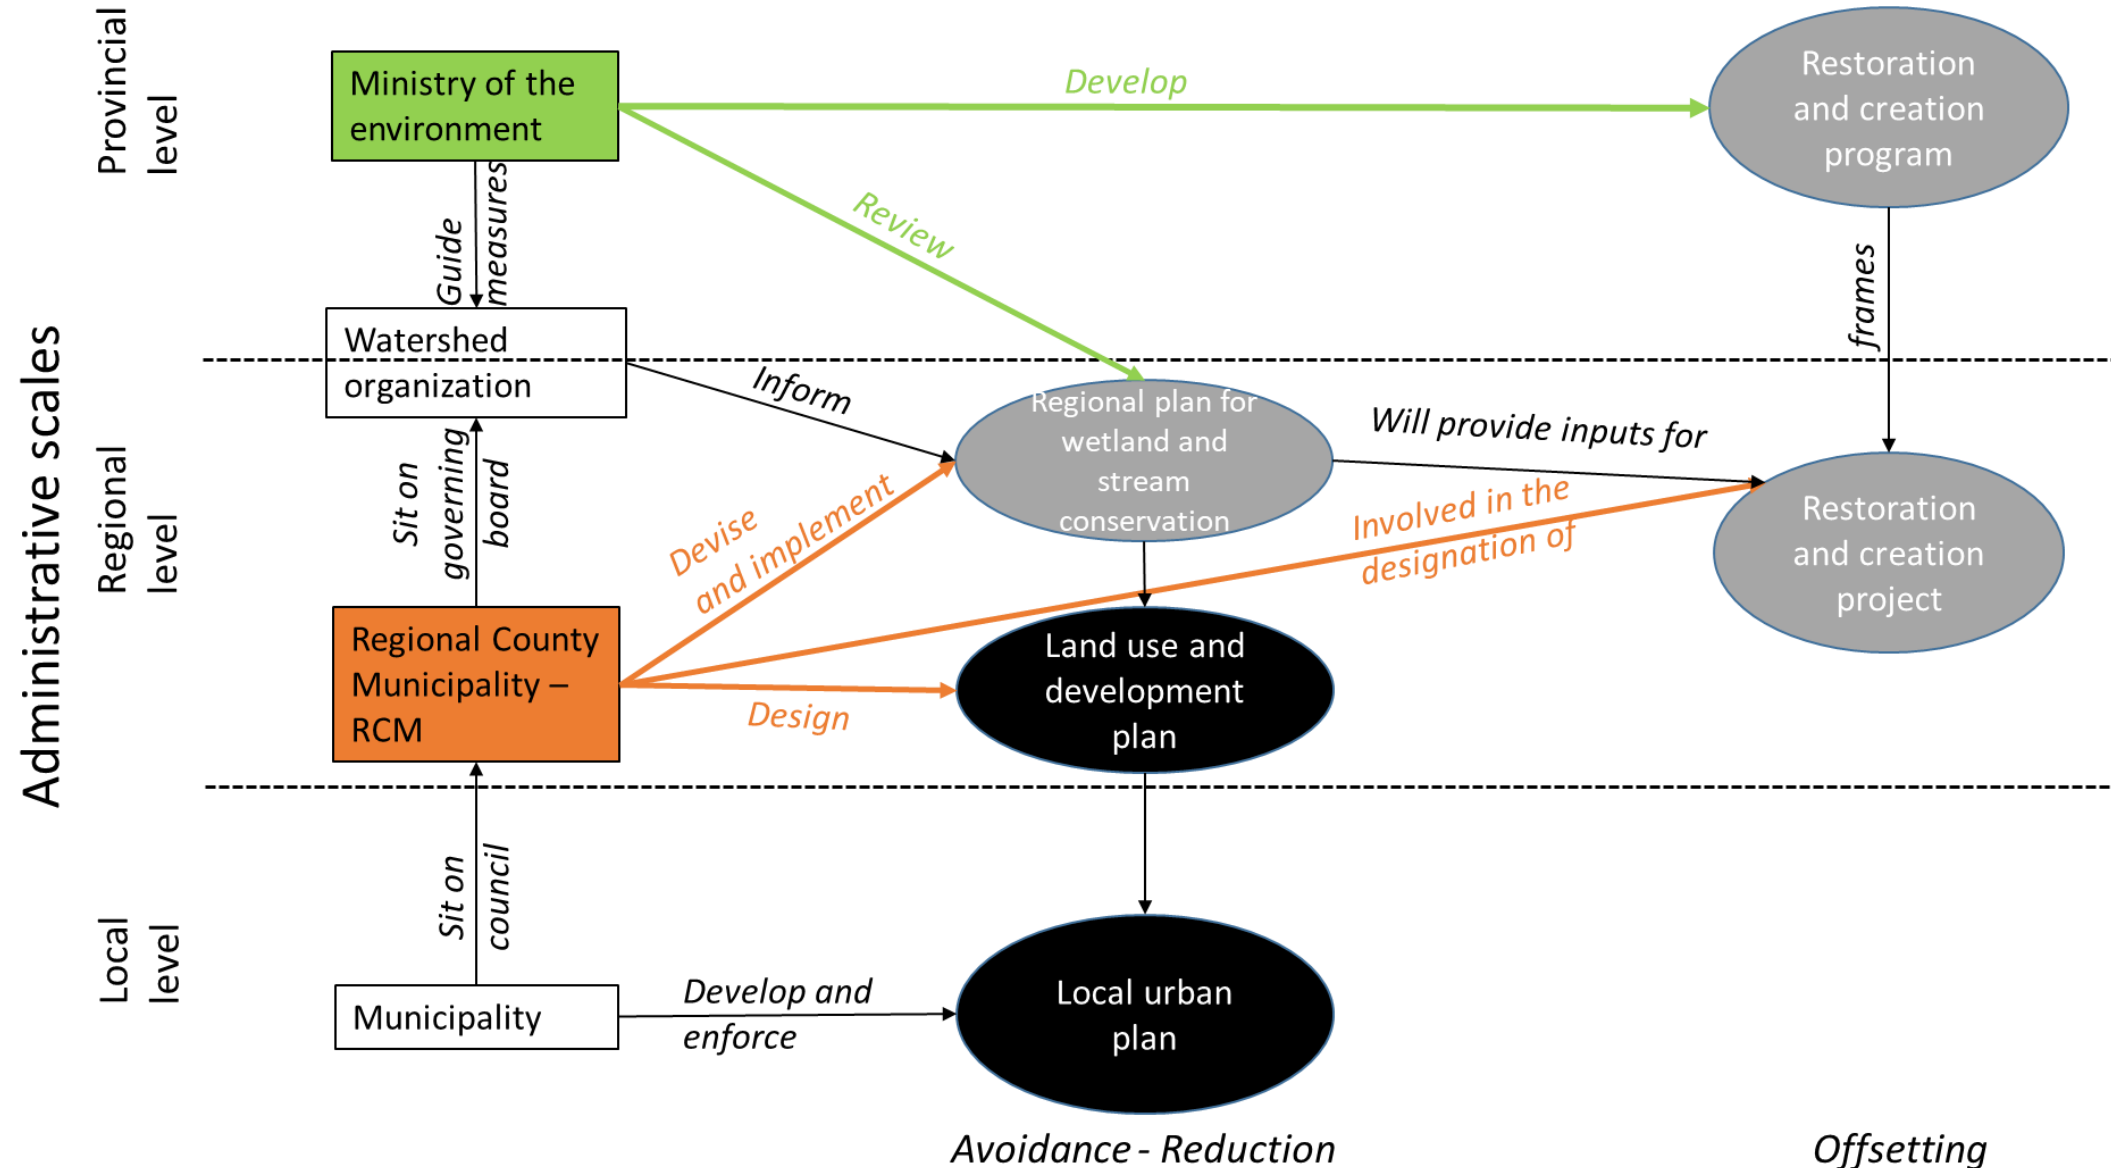 Administrative scales
Provincial
level
Ministry of the
environment
Develop
Restoration
and creation
program
Review
Guide
measures
frames
Regional
level
Watershed
organization
Inform
Regional plan for
wetland and
stream
conservation
Will provide inputs for
Sit on
governing
board
Devise
and implement
Involved in the
designation of
Restoration
and creation
project
Regional County
Municipality –
RCM
Design
Land use and
development
plan
Local
level
Sit on
council
Municipality
Develop and
enforce
Local urban
plan
Avoidance - Reduction
Offsetting